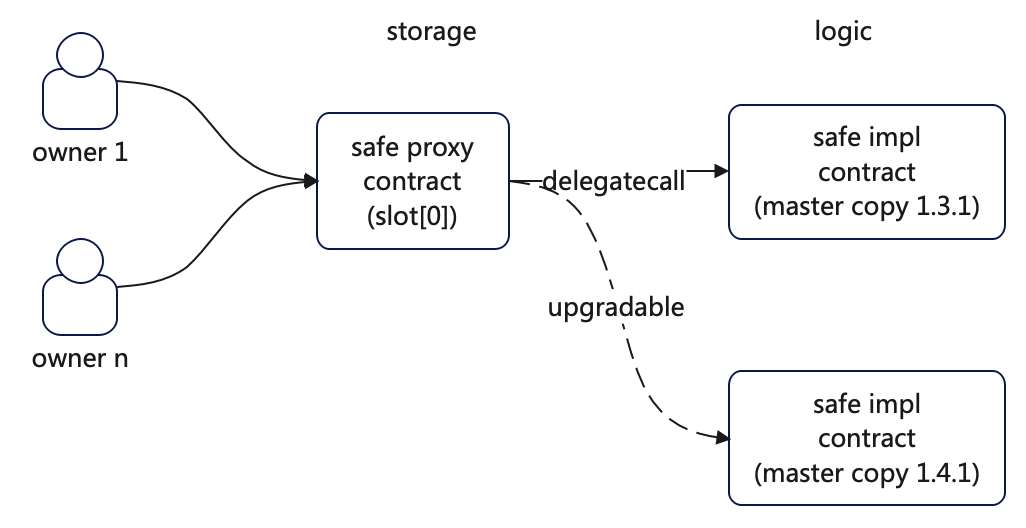 storage
logic
owner 1
safe proxy
contract
(slot[0])
delegatecall
safe impl
contract
(master copy 1.3.1)
upgradable
owner n
safe impl
contract
(master copy 1.4.1)